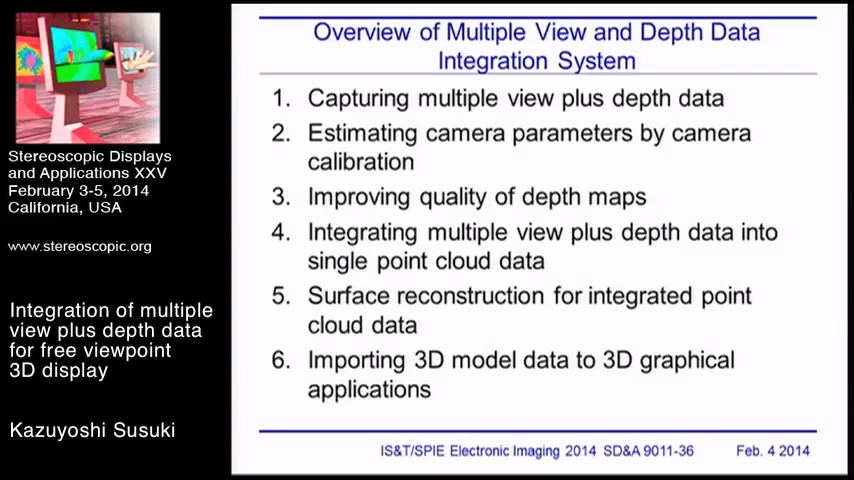 Stereoscopic Displays
and Applications XXV
February 3-5, 2014
California, USA
www.stereoscopic.org
Integration of multiple
view plus depth data
for free viewpoint
3D display
Kazuyoshi Susuki
Overview of Multiple View and Depth Data
Integration System
1. Capturing multiple view plus depth data
2. Estimating camera parameters by camera
calibration
3. Improving quality of depth maps
4. Integrating multiple view plus depth data into
single point cloud data
5. Surface reconstruction for integrated point
cloud data
6. Importing 3D model data to 3D graphical
applications
IS&T/SPIE Electronic Imaging 2014 SD&A 9011-36 Feb. 4 2014